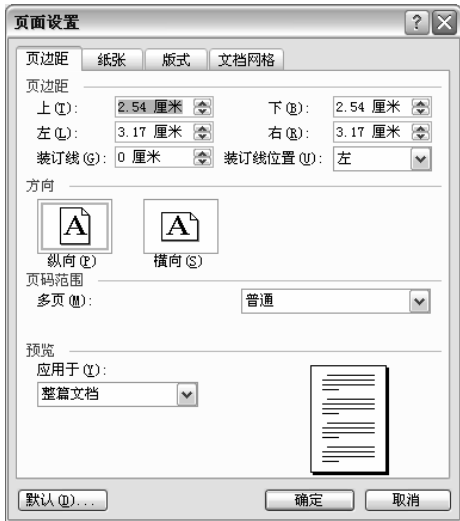 页面设置
页边距 纸张 版式 文档网格
页边距
上(T): 2.54 厘米 下(B): 2.54 厘米
左(L): 3.17 厘米 右(R): 3.17 厘米
装订线(G): 0 厘米 装订线位置(U): 左
方向
A A
纵向(P) 横向(S)
页码范围
多页(M): 普通
预览
应用于(Y):
整篇文档
默认(D)... 确定 取消